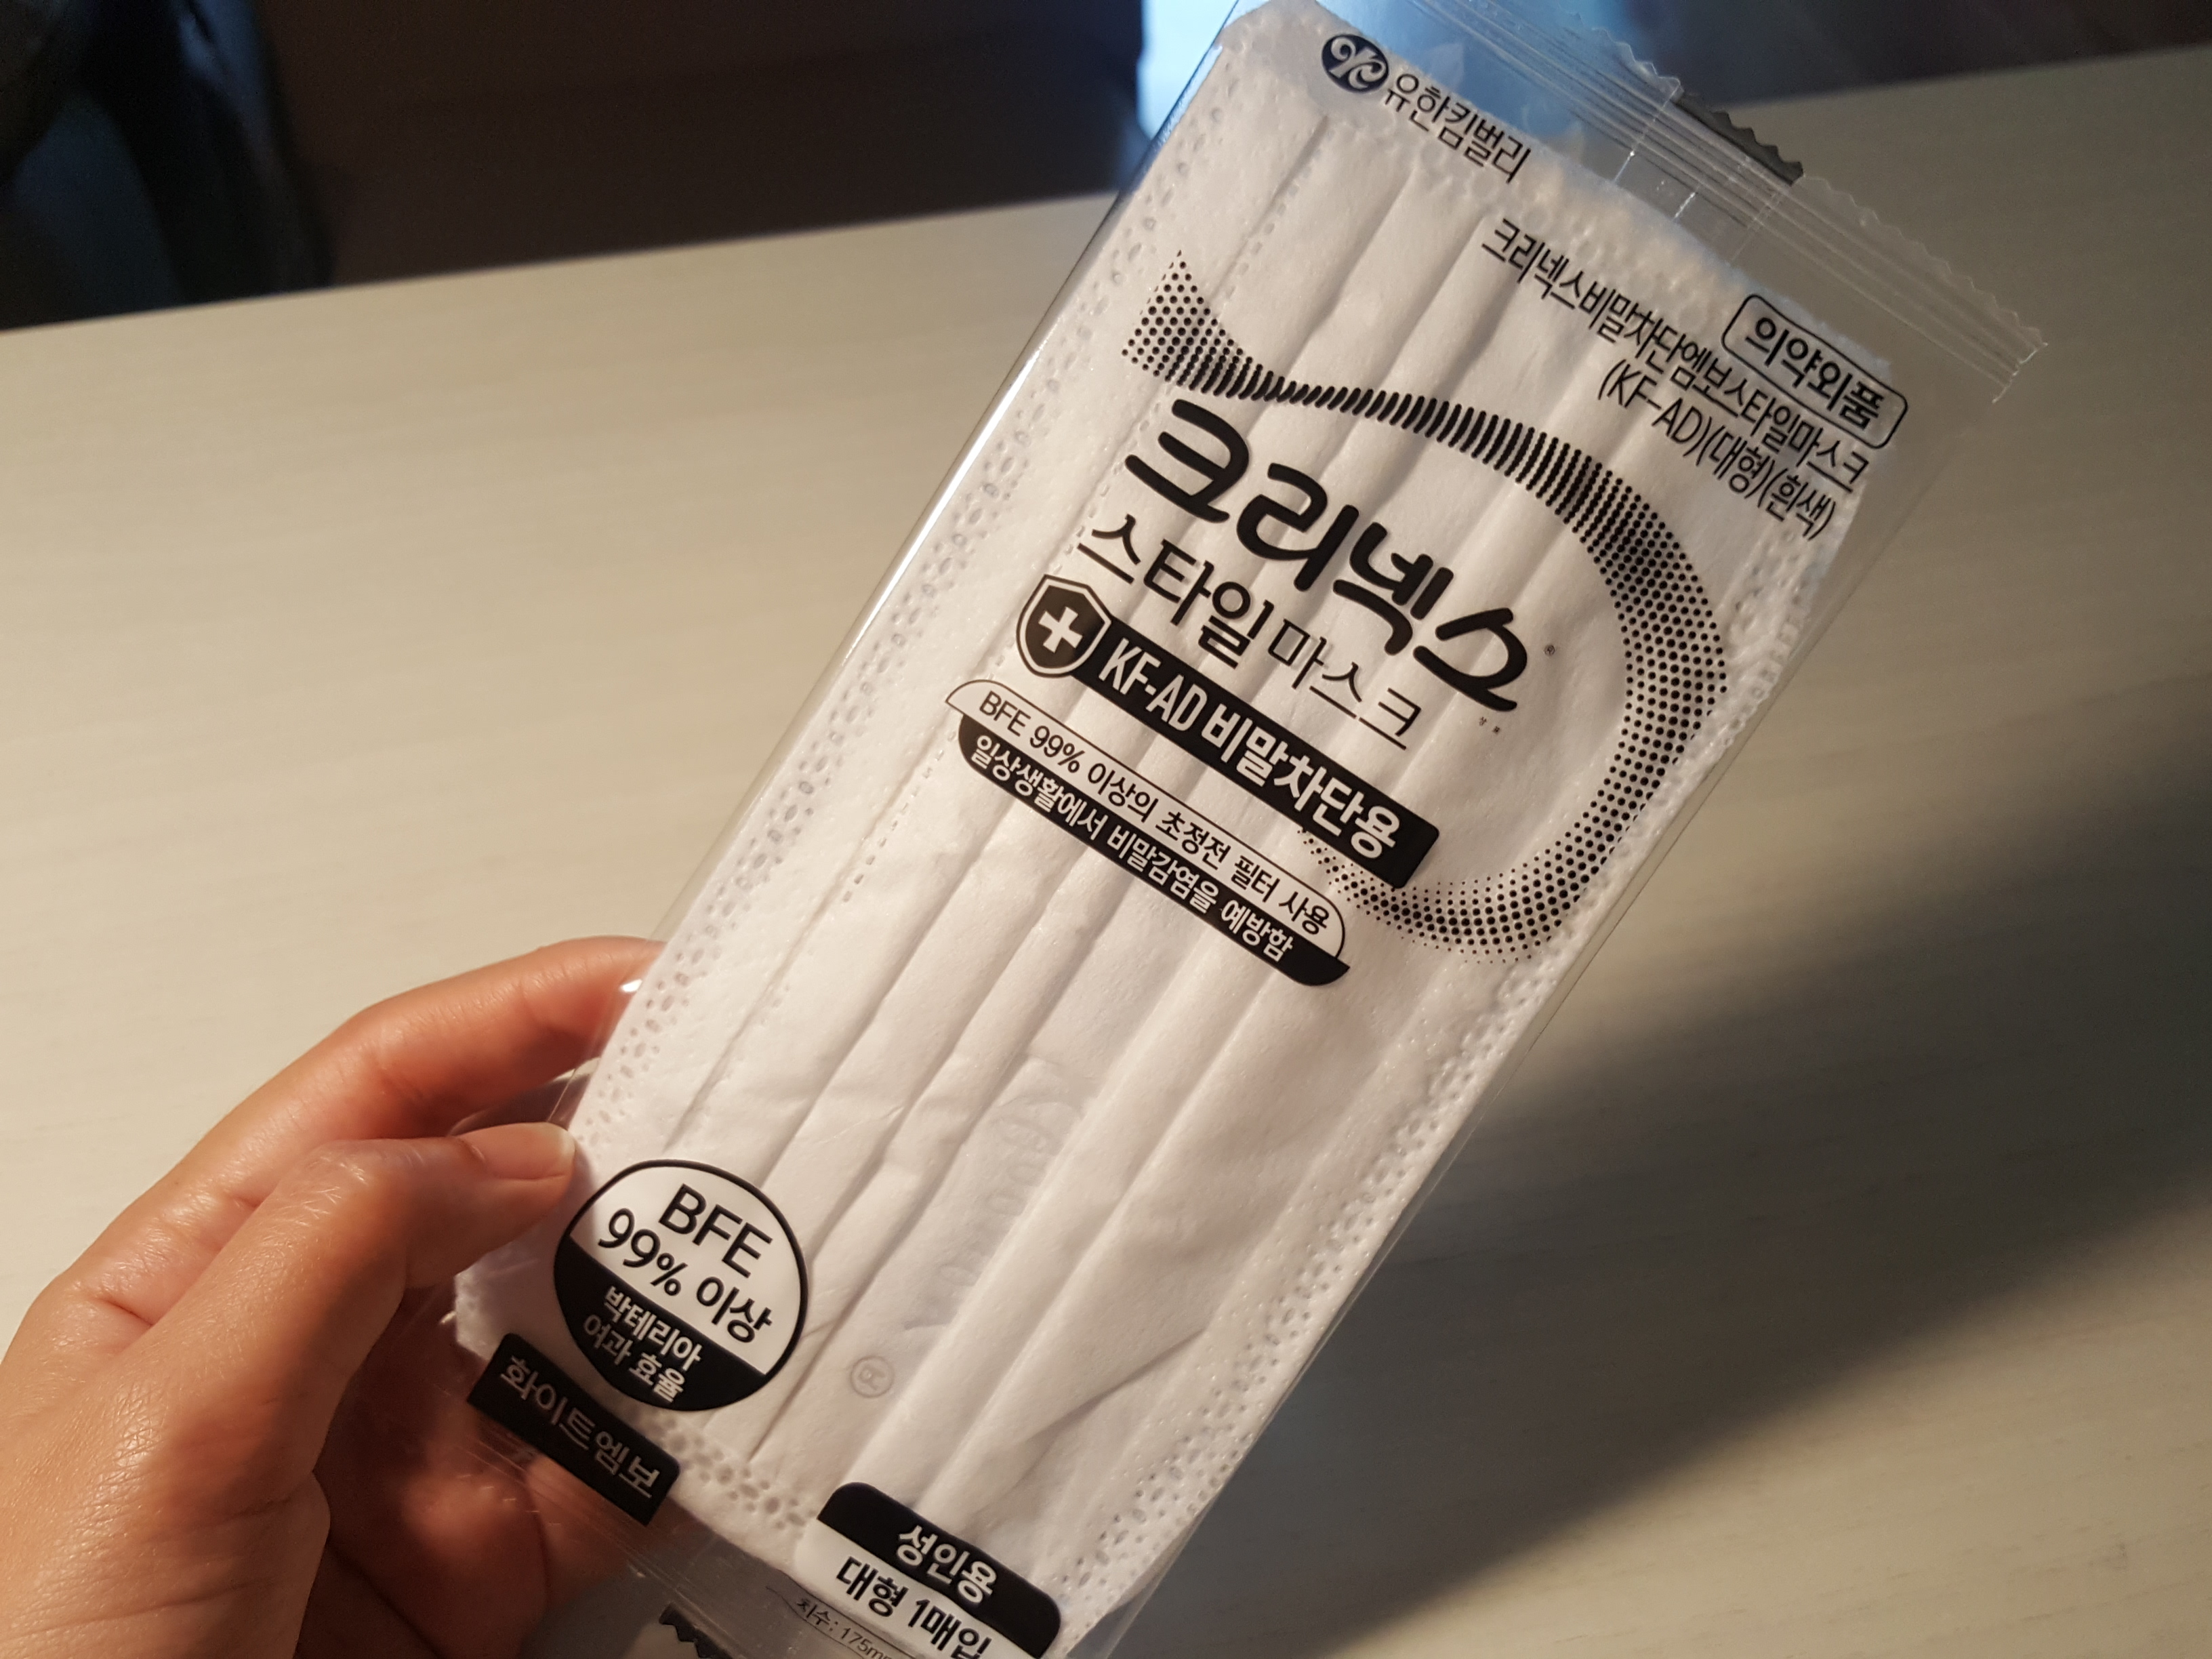 유한킴벌리
의약외품
크리넥스비말차단엠보스타일마스크
(KF-AD)(대형)(흰색)
크리넥스®
스타일 마스크
KF-AD 비말차단용
BFE 99% 이상의 초정전 필터 사용
일상생활에서 비말감염을 예방함
BFE
99% 이상
박테리아
여과 효율
화이트엠보
성인용
대형 1매입
치수: 175mm